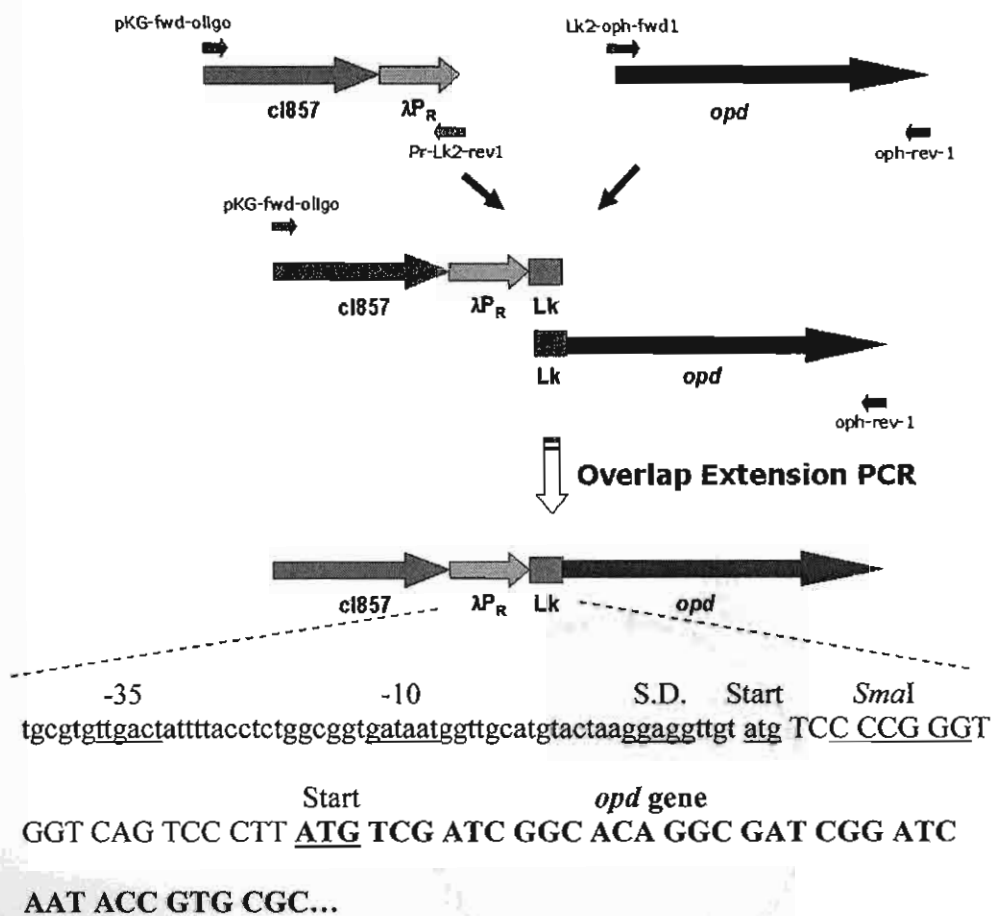 pKG-fwd-oligo
Lk2-oph-fwd1
cI857
λPR
opd
Pr-Lk2-rev1
oph-rev-1
pKG-fwd-oligo
cI857
λPR
Lk
Lk
opd
oph-rev-1
Overlap Extension PCR
cI857
λPR
Lk
opd
-35 -10 S.D. Start SmaI
tgcgtgttgactattttacctctggcggtgataatggttgcatgtactaaggaggttgt atg TCC CCG GGT
Start opd gene
GGT CAG TCC CTT ATG TCG ATC GGC ACA GGC GAT CGG ATC
AAT ACC GTG CGC...